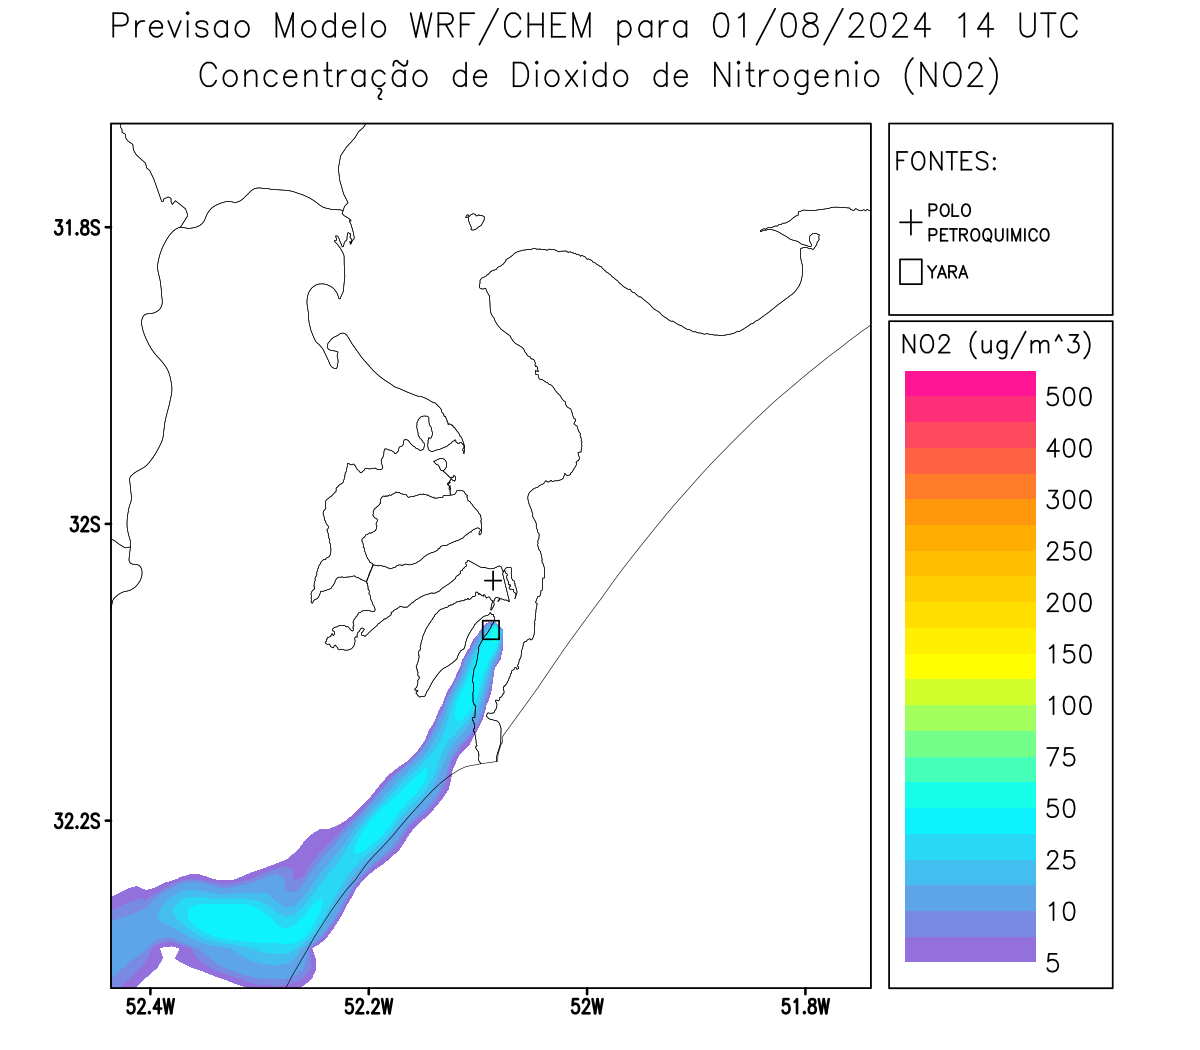 Previsao Modelo WRF/CHEM para 01/08/2024 14 UTC
Concentração de Dioxido de Nitrogenio (NO2)
FONTES:
POLO
PETROQUIMICO
YARA
NO2 (ug/m^3)
500
400
300
250
200
150
100
75
50
25
10
5
31.8S
32S
32.2S
52.4W
52.2W
52W
51.8W